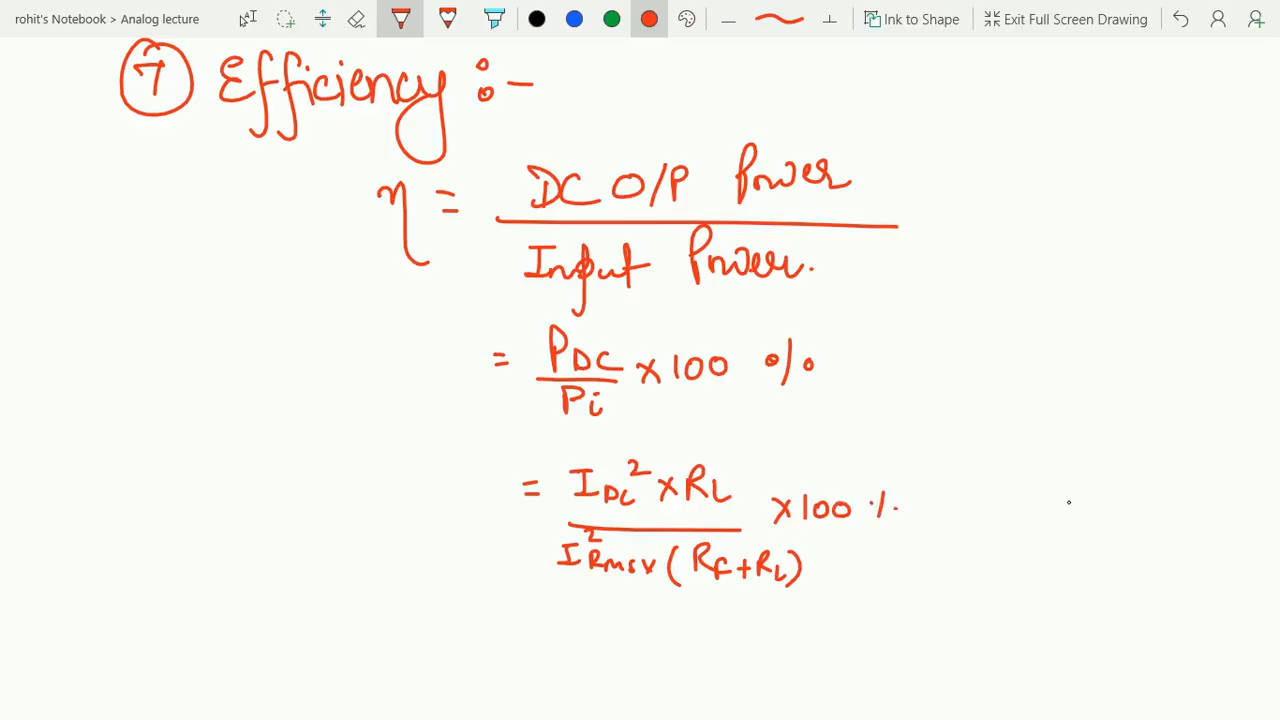 rohit's Notebook > Analog lecture
Ink to Shape
Exit Full Screen Drawing
7 Efficiency :-
η = DC O/P Power
Input Power.
= PDC × 100 %
Pi
= IDC² × RL × 100 %
I²Rms × (Rf + RL)